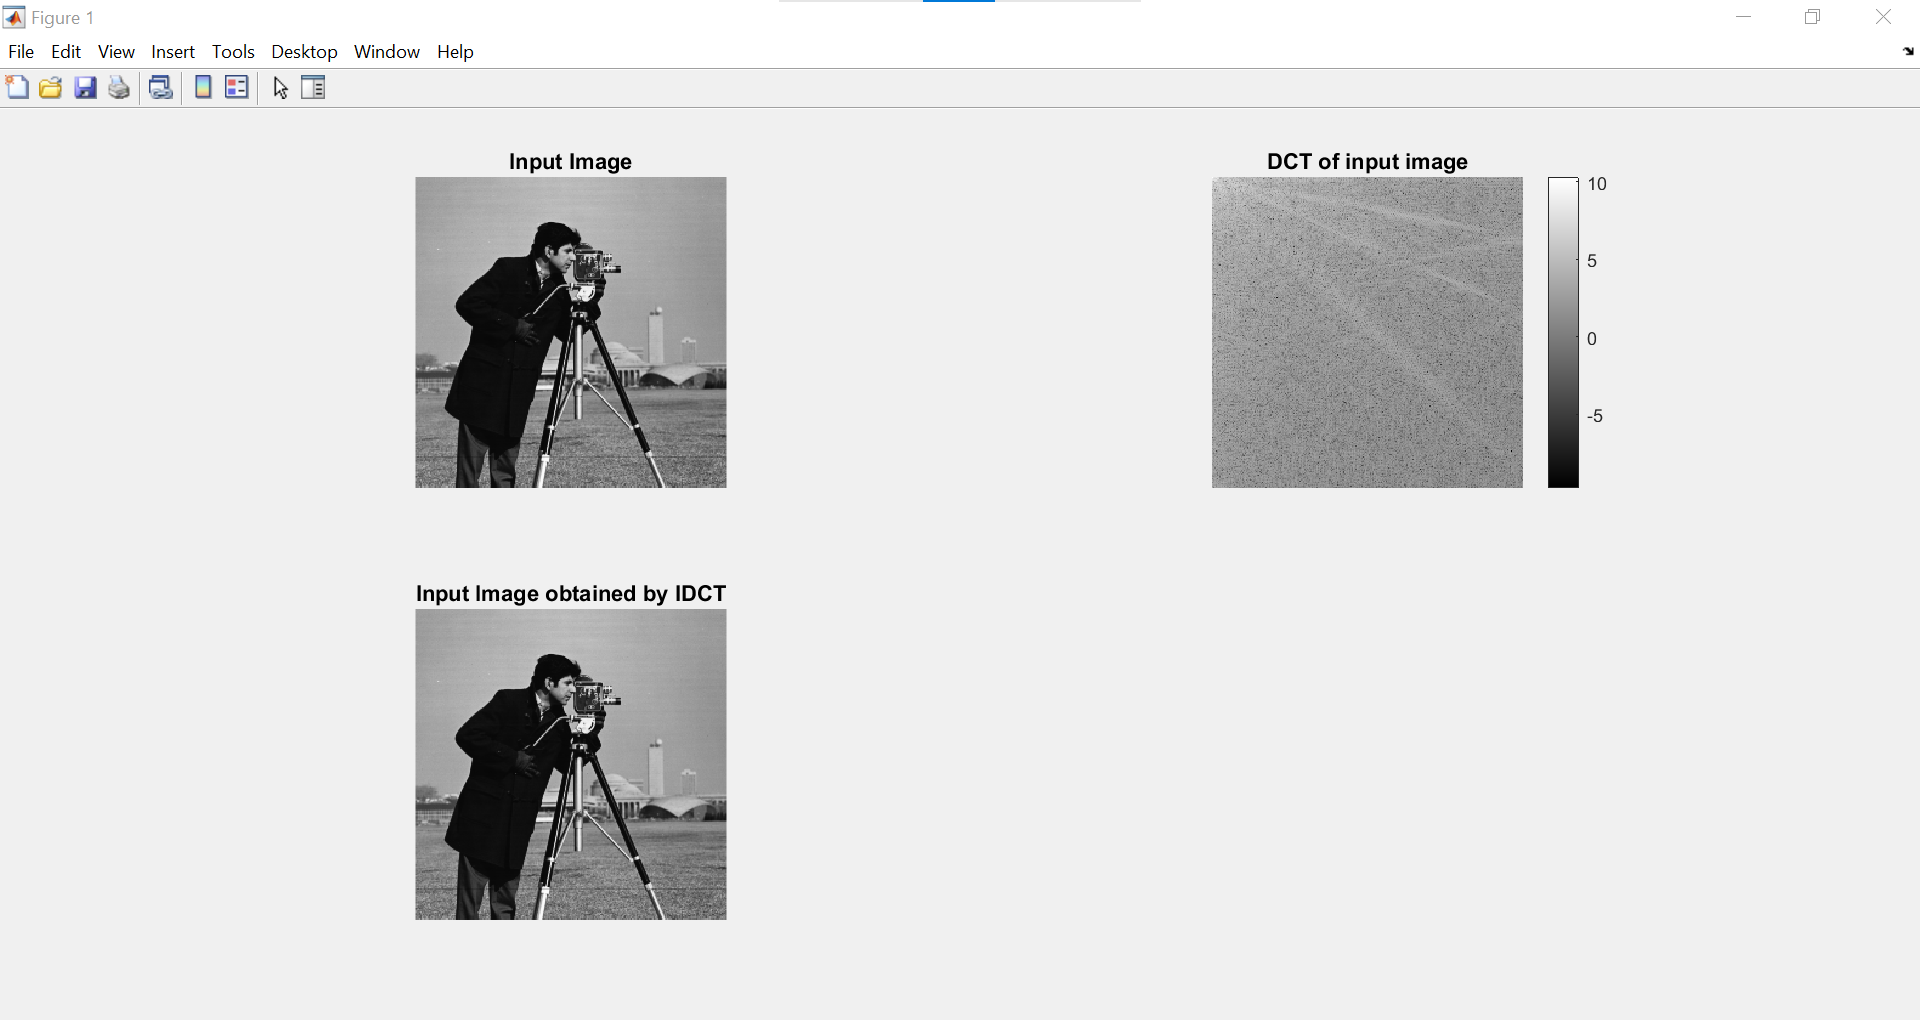 Figure 1
File Edit View Insert Tools Desktop Window Help
Input Image
DCT of input image
10
5
0
-5
Input Image obtained by IDCT